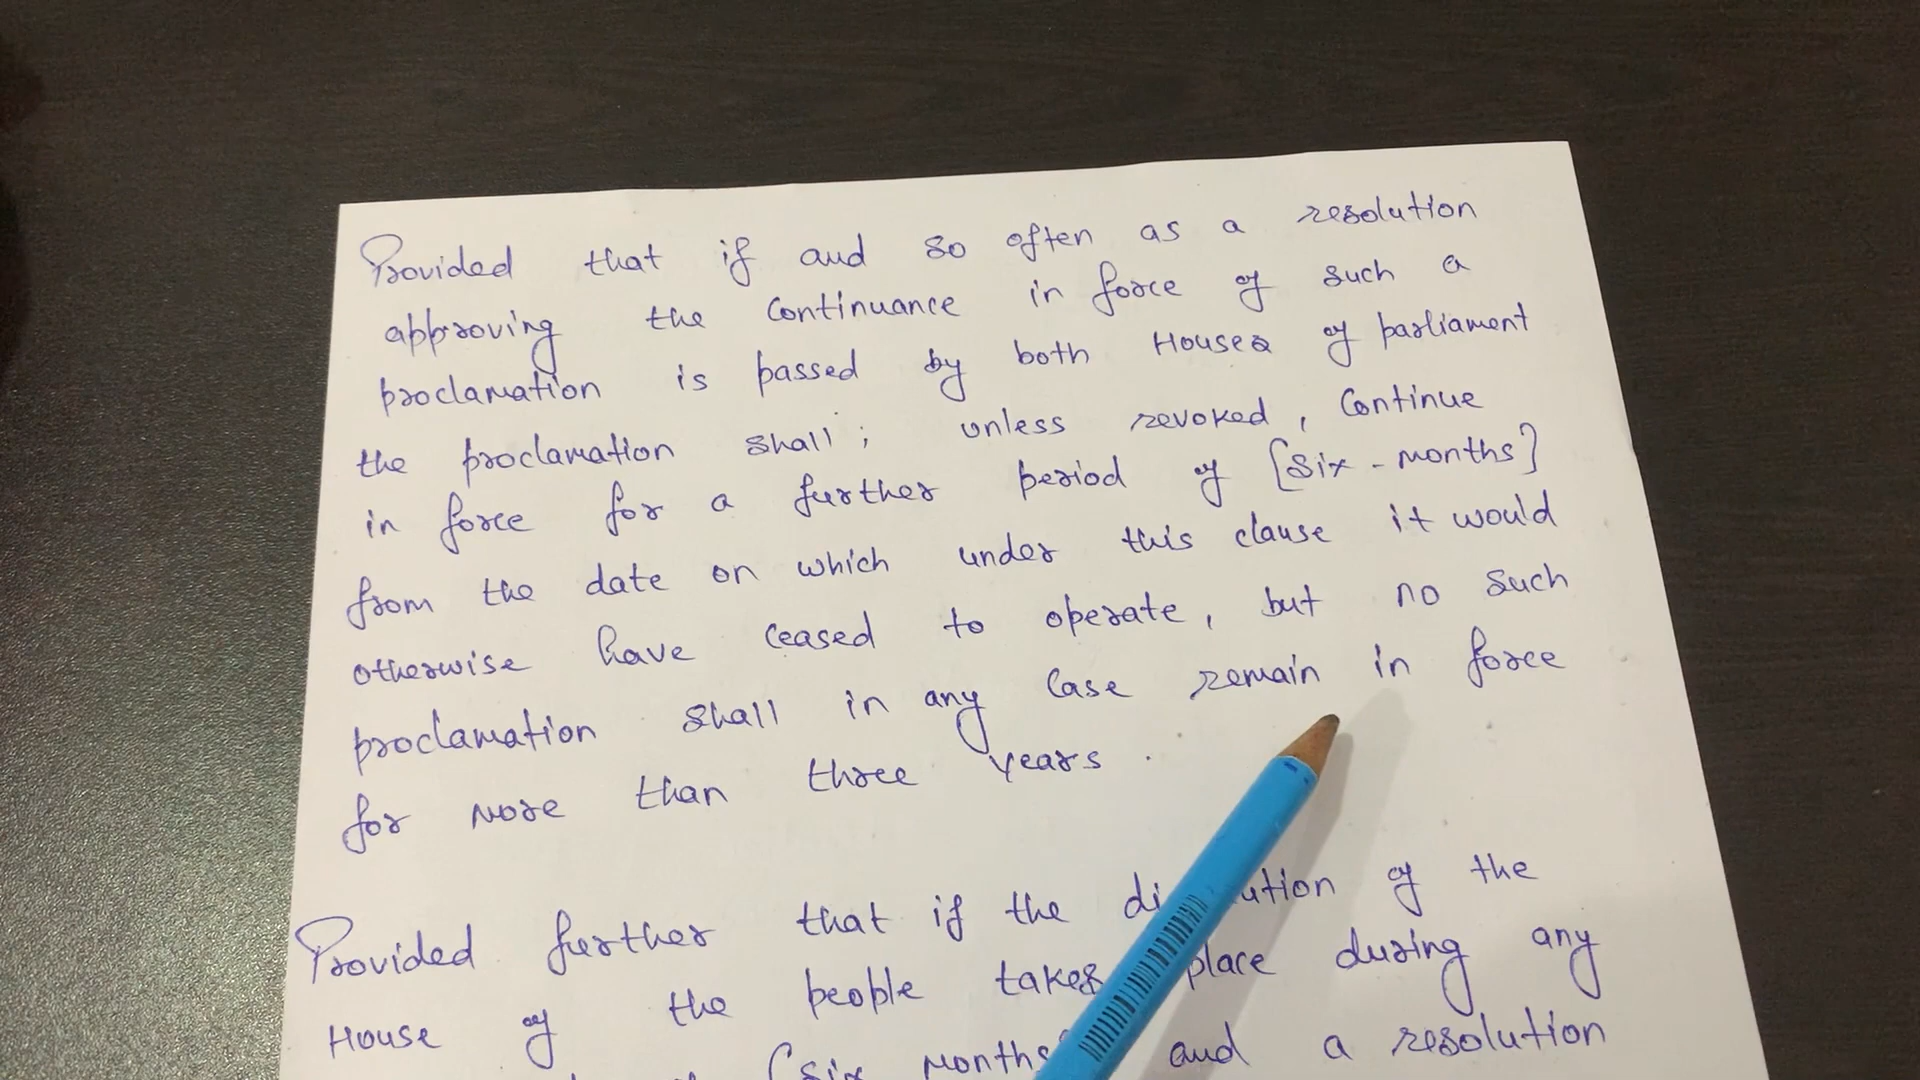 Provided that if and so often as a resolution
approving the continuance in force of such a
proclamation is passed by both Houses of parliament
the proclamation shall; unless revoked, continue
in force for a further period of [six-months]
from the date on which under this clause it would
otherwise have ceased to operate, but no such
proclamation shall in any case remain in force
for more than three years.
Provided further that if the of the
House of the people takes place during any
(six months and a resolution